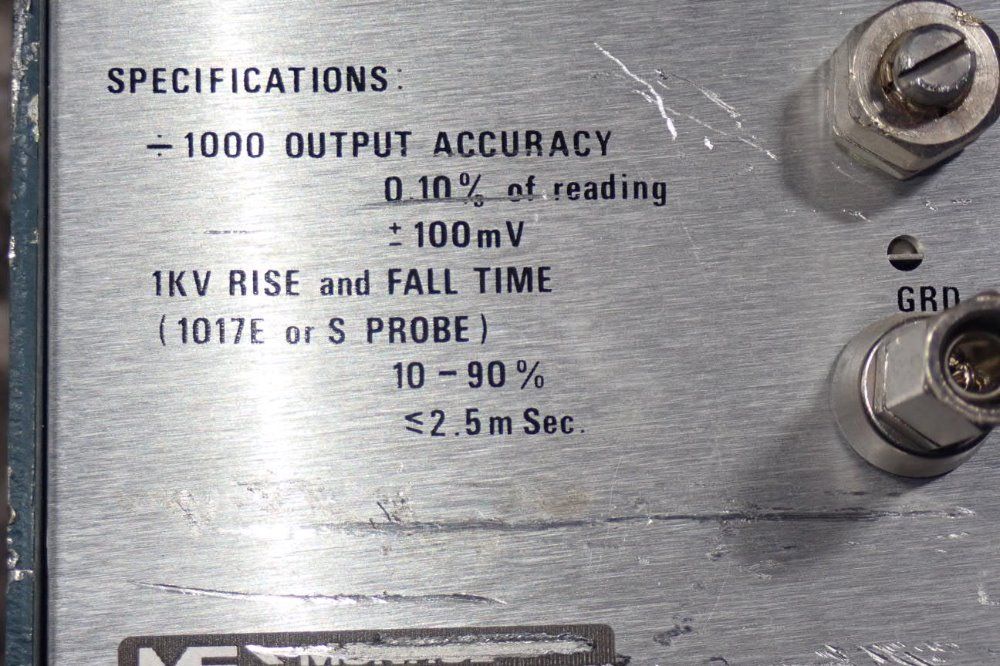 SPECIFICATIONS:
÷1000 OUTPUT ACCURACY
0.10% of reading
± 100mV
1KV RISE and FALL TIME
(1017E or S PROBE)
10 – 90 %
≤2.5m Sec.
GRD